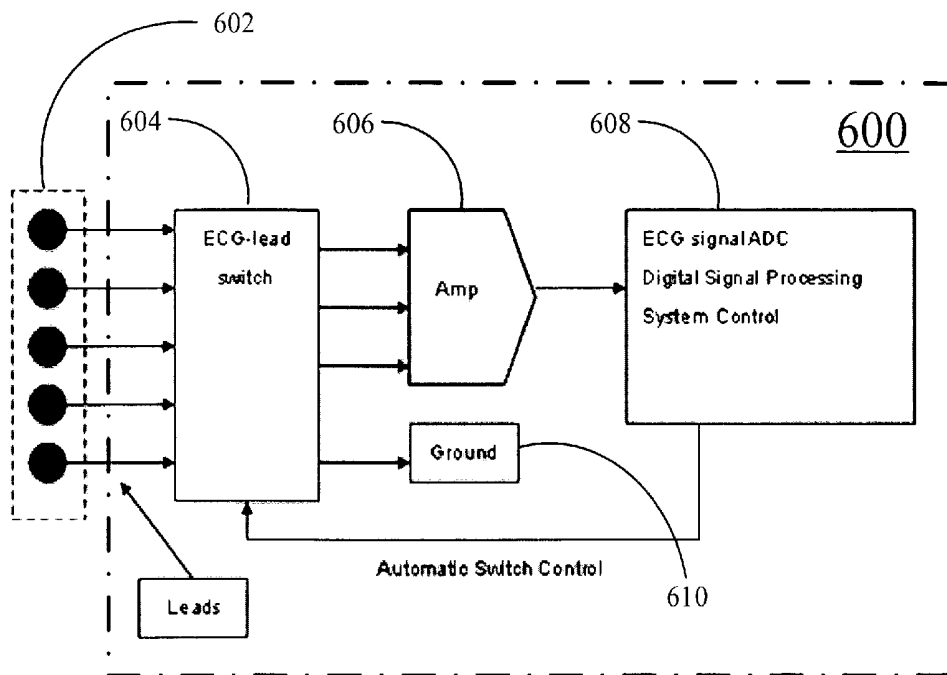 602
604
606
608
600
ECG-lead
switch
Amp
ECG signal ADC
Digital Signal Processing
System Control
Ground
Automatic Switch Control
610
Leads